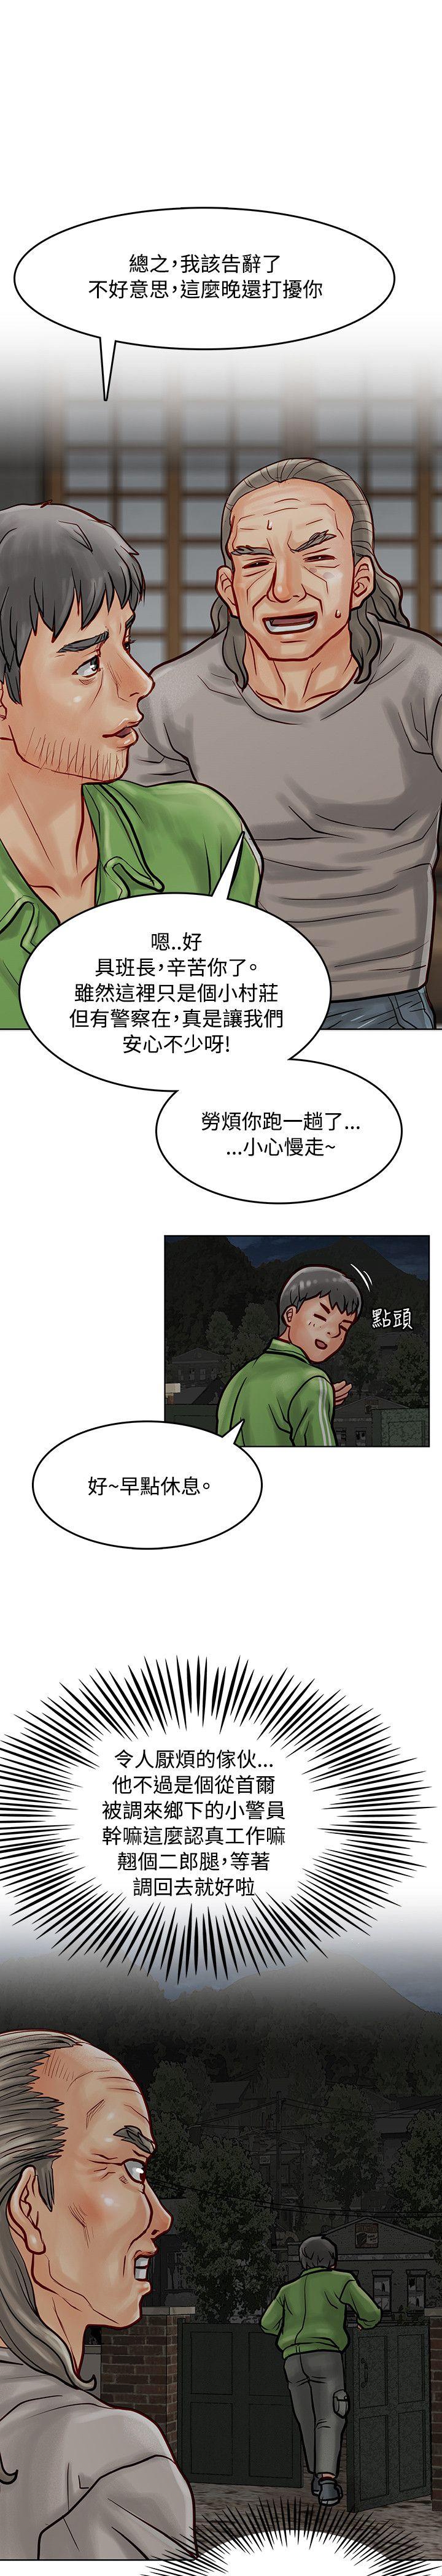 總之，我該告辭了
不好意思，這麼晚還打擾你
嗯..好
具班長，辛苦你了。
雖然這裡只是個小村莊
但有警察在，真是讓我們
安心不少呀!
勞煩你跑一趟了...
...小心慢走~
點頭
好~早點休息。
令人厭煩的傢伙...
他不過是個從首爾
被調來鄉下的小警員
幹嘛這麼認真工作嘛
翹個二郎腿，等著
調回去就好啦